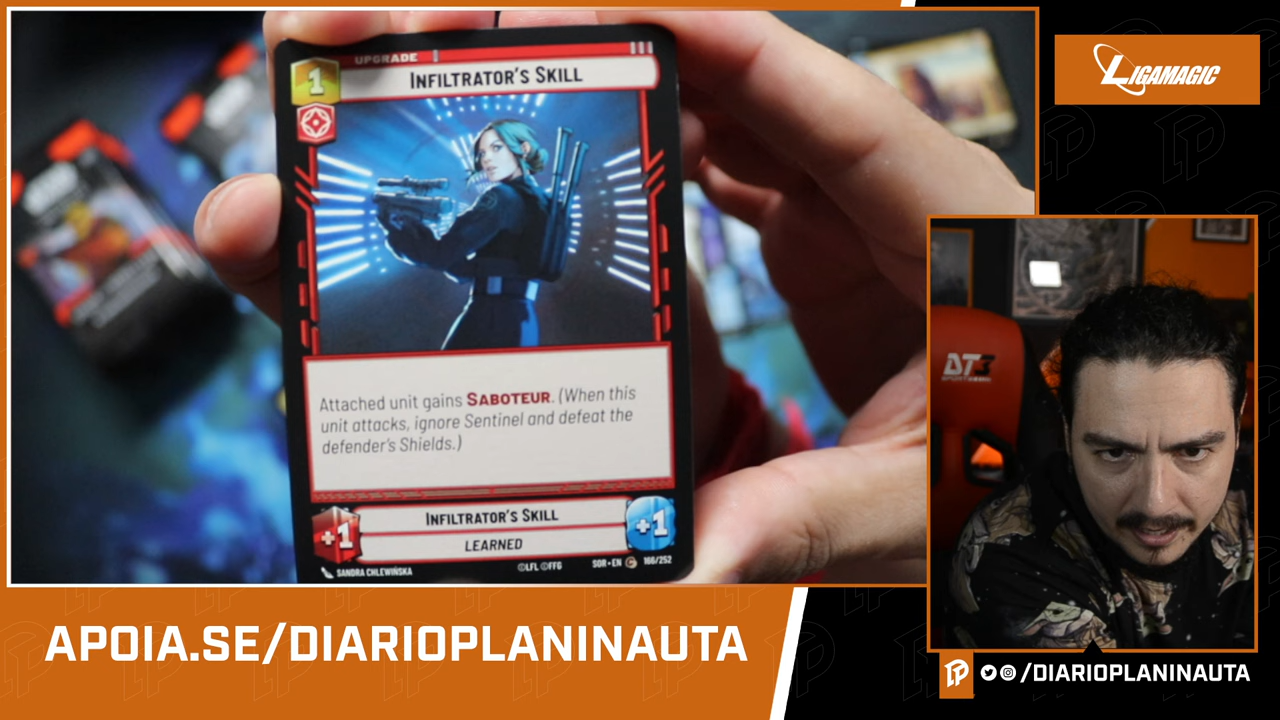 UPGRADE
1
INFILTRATOR'S SKILL
Attached unit gains SABOTEUR. (When this
unit attacks, ignore Sentinel and defeat the
defender's Shields.)
+1
INFILTRATOR'S SKILL
LEARNED
+1
SANDRA CHLEWIŃSKA
©LFL ©FFG
SOR • EN C 166/252
LIGAMAGIC
DT3
APOIA.SE/DIARIOPLANINAUTA
/DIARIOPLANINAUTA